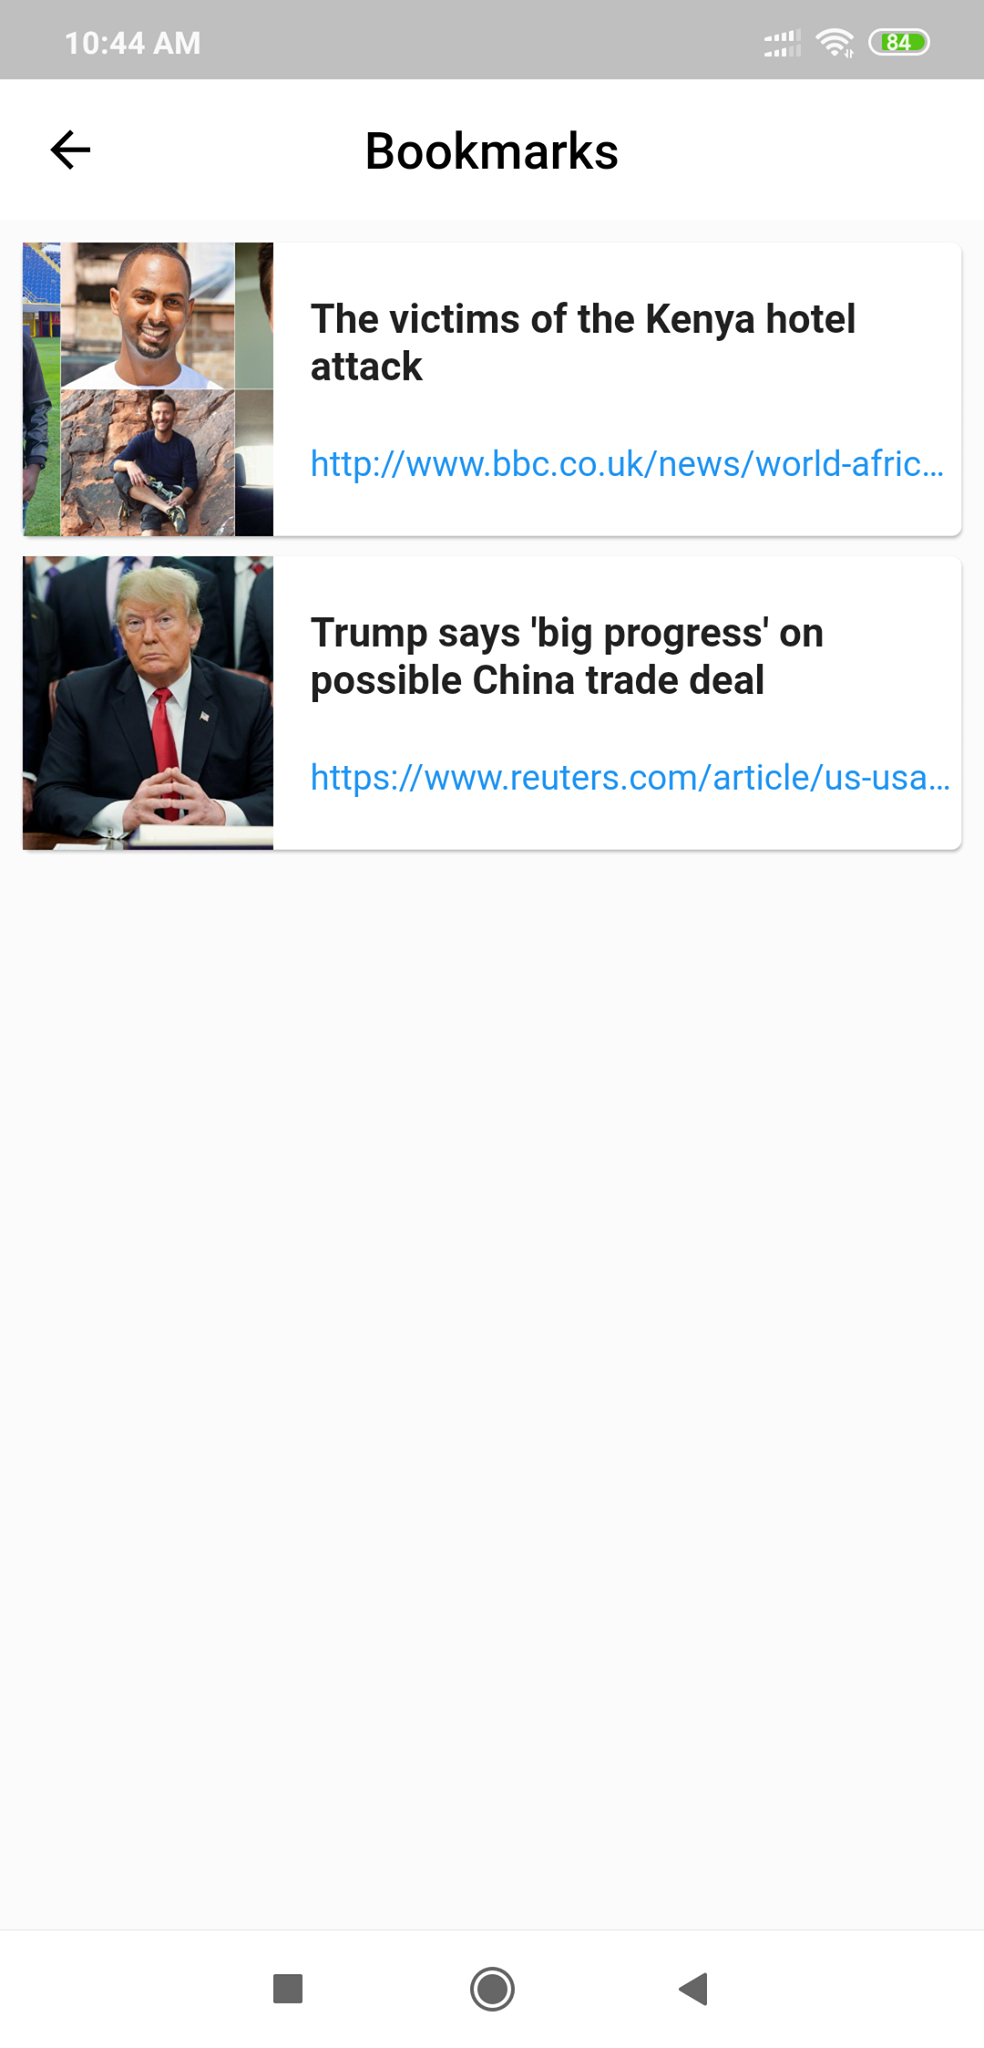 10:44 AM
84
Bookmarks
The victims of the Kenya hotel
attack
http://www.bbc.co.uk/news/world-afric...
Trump says 'big progress' on
possible China trade deal
https://www.reuters.com/article/us-usa...